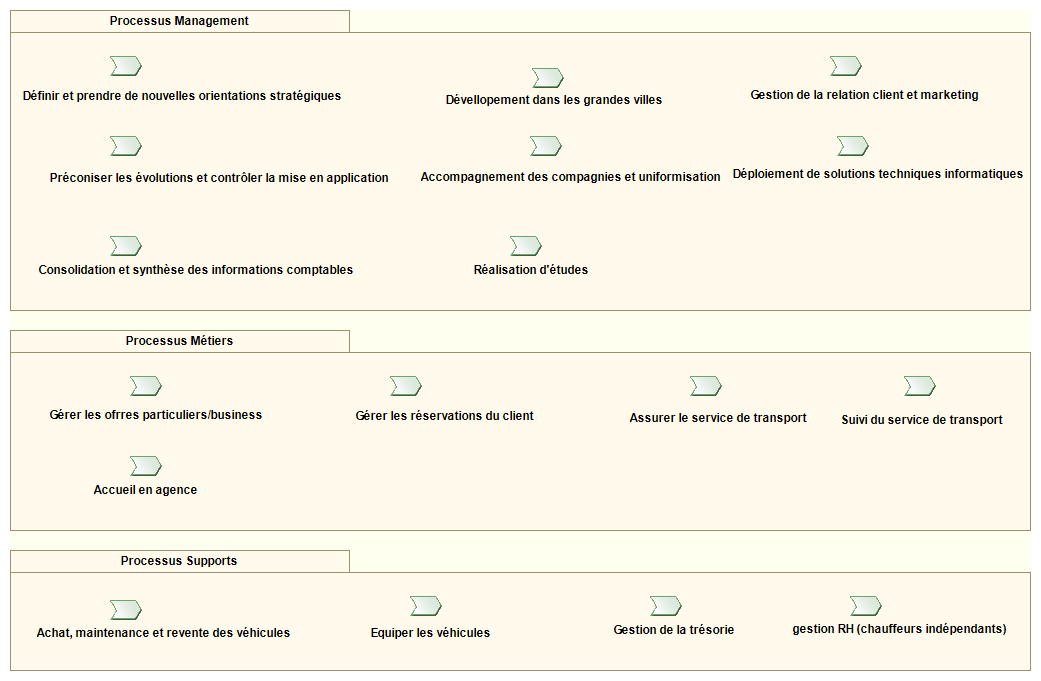 Processus Management
Définir et prendre de nouvelles orientations stratégiques
Dévellopement dans les grandes villes
Gestion de la relation client et marketing
Préconiser les évolutions et contrôler la mise en application
Accompagnement des compagnies et uniformisation
Déploiement de solutions techniques informatiques
Consolidation et synthèse des informations comptables
Réalisation d'études
Processus Métiers
Gérer les ofrres particuliers/business
Gérer les réservations du client
Assurer le service de transport
Suivi du service de transport
Accueil en agence
Processus Supports
Achat, maintenance et revente des véhicules
Equiper les véhicules
Gestion de la trésorie
gestion RH (chauffeurs indépendants)